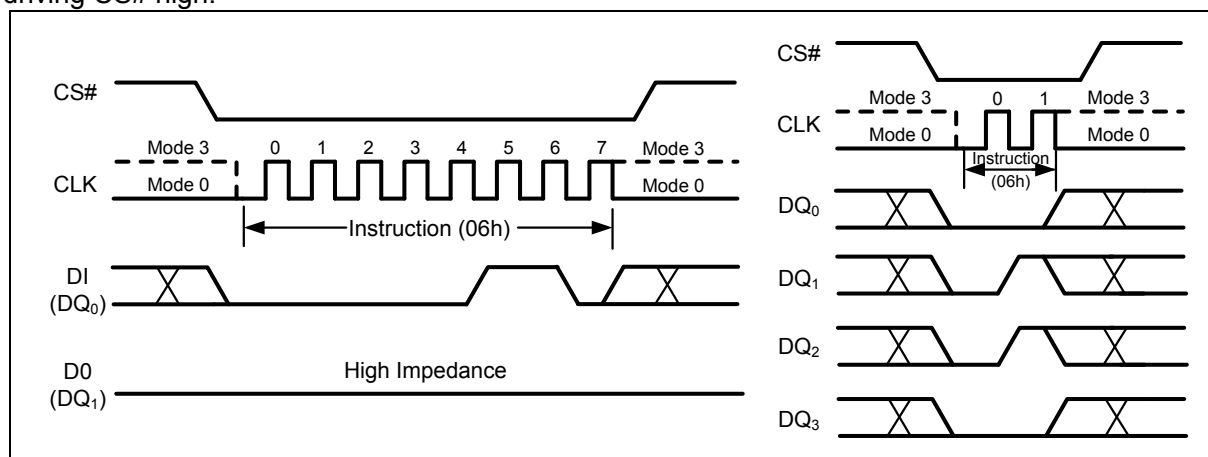 driving CS# high.
CS#
Mode 3 0 1 2 3 4 5 6 7 Mode 3
CLK
Mode 0 Mode 0
Instruction (06h)
DI
(DQ0)
D0
(DQ1)
High Impedance
CS#
Mode 3 0 1 Mode 3
CLK
Mode 0 Mode 0
Instruction
(06h)
DQ0
DQ1
DQ2
DQ3